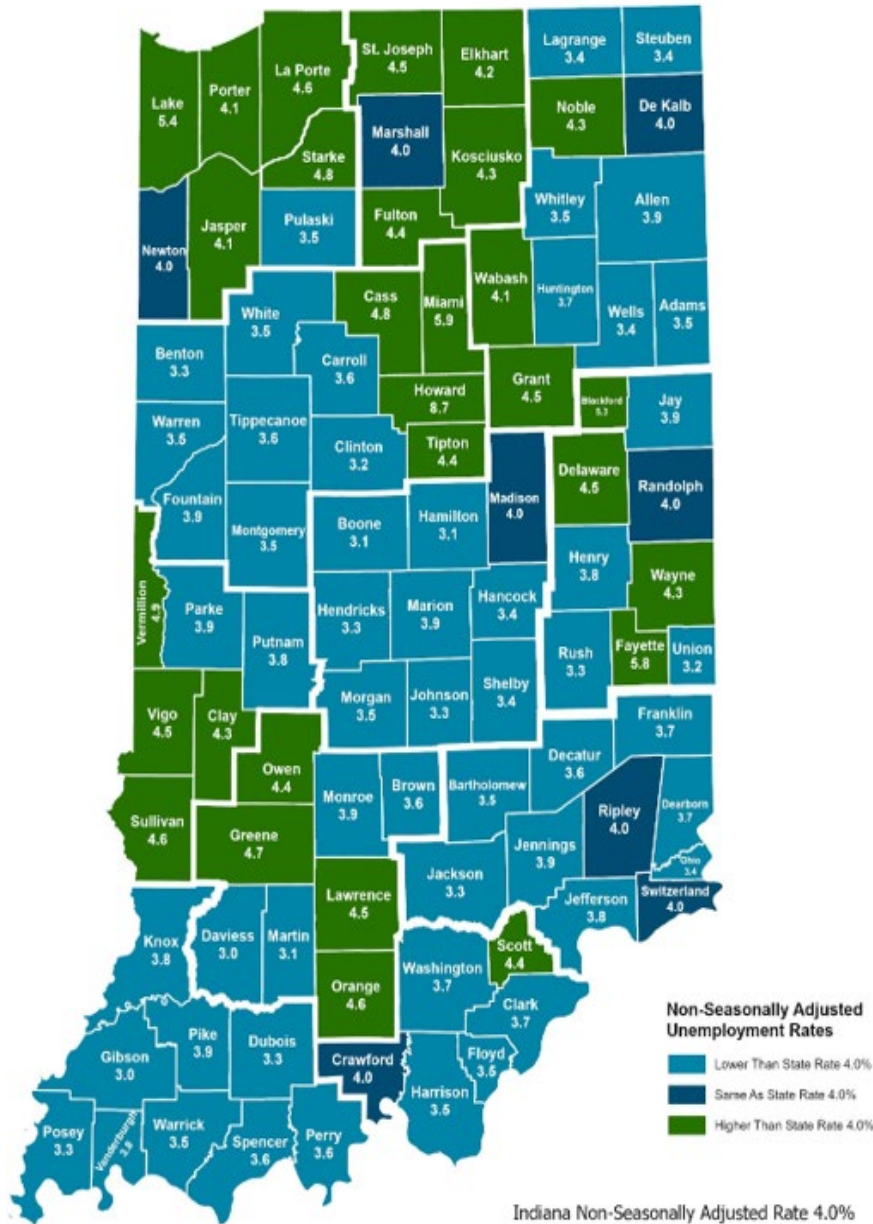 St. Joseph
4.5
Elkhart
4.2
Lagrange
3.4
Steuben
3.4
La Porte
4.6
Porter
4.1
Lake
5.4
Noble
4.3
De Kalb
4.0
Marshall
4.0
Kosciusko
4.3
Starke
4.8
Whitley
3.5
Allen
3.9
Pulaski
3.5
Fulton
4.4
Jasper
4.1
Newton
4.0
Wabash
4.1
Huntington
3.7
Miami
5.9
Cass
4.8
White
3.5
Wells
3.4
Adams
3.5
Benton
3.3
Carroll
3.6
Grant
4.5
Howard
8.7
Blackford
5.3
Jay
3.9
Warren
3.5
Tippecanoe
3.6
Clinton
3.2
Tipton
4.4
Delaware
4.5
Randolph
4.0
Madison
4.0
Fountain
3.9
Montgomery
3.5
Boone
3.1
Hamilton
3.1
Henry
3.8
Wayne
4.3
Vermillion
4.9
Parke
3.9
Putnam
3.8
Hendricks
3.3
Marion
3.9
Hancock
3.4
Rush
3.3
Fayette
5.8
Union
3.2
Vigo
4.5
Clay
4.3
Morgan
3.5
Johnson
3.3
Shelby
3.4
Franklin
3.7
Owen
4.4
Decatur
3.6
Monroe
3.9
Brown
3.6
Bartholomew
3.5
Ripley
4.0
Dearborn
3.7
Sullivan
4.6
Greene
4.7
Jennings
3.9
Ohio
3.4
Jackson
3.3
Switzerland
4.0
Lawrence
4.5
Jefferson
3.8
Knox
3.8
Daviess
3.0
Martin
3.1
Scott
4.4
Washington
3.7
Orange
4.6
Clark
3.7
Pike
3.9
Dubois
3.3
Gibson
3.0
Crawford
4.0
Floyd
3.5
Harrison
3.5
Posey
3.3
Vanderburgh
3.8
Warrick
3.5
Spencer
3.6
Perry
3.6
Non-Seasonally Adjusted
Unemployment Rates
Lower Than State Rate 4.0%
Same As State Rate 4.0%
Higher Than State Rate 4.0%
Indiana Non-Seasonally Adjusted Rate 4.0%